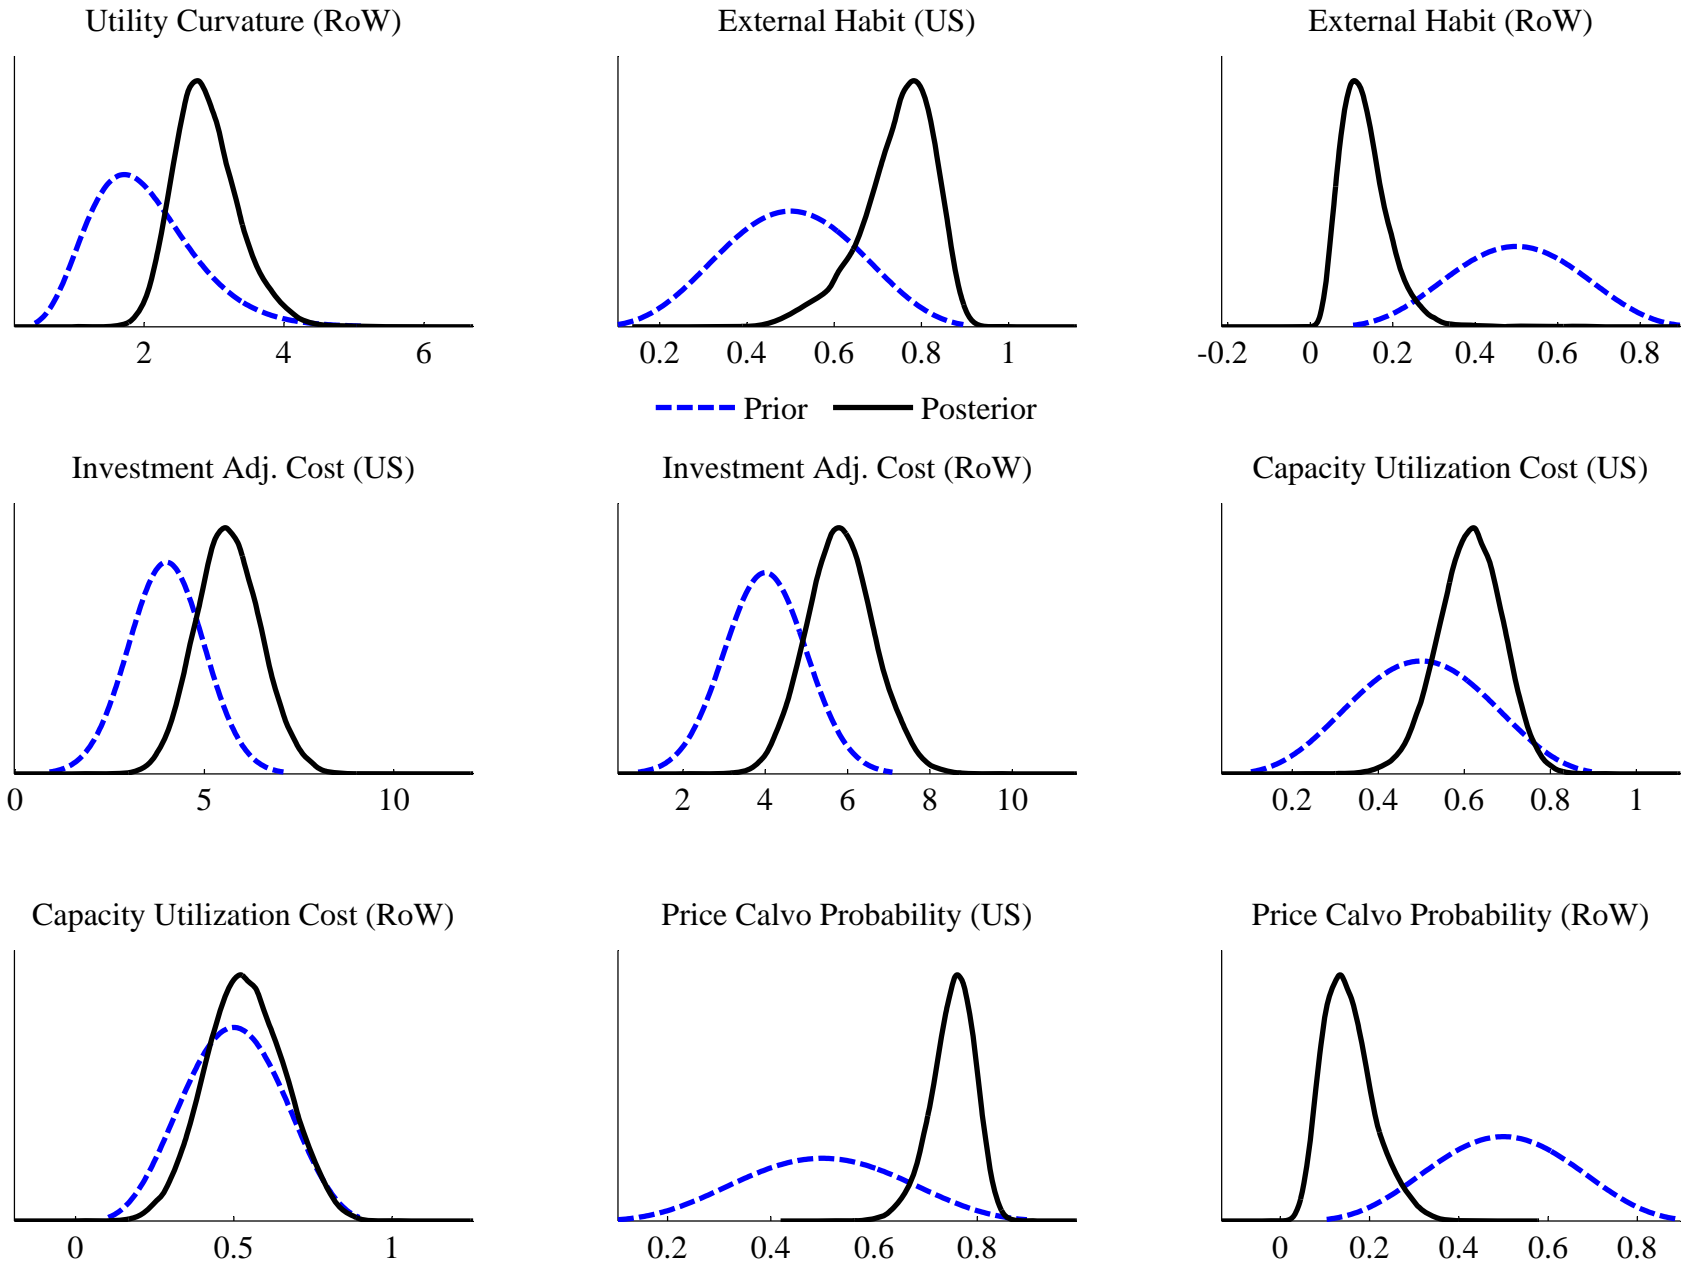 Utility Curvature (RoW)
External Habit (US)
External Habit (RoW)
2 4 6
0.2 0.4 0.6 0.8 1
-0.2 0 0.2 0.4 0.6 0.8
Prior Posterior
Investment Adj. Cost (US)
Investment Adj. Cost (RoW)
Capacity Utilization Cost (US)
0 5 10
2 4 6 8 10
0.2 0.4 0.6 0.8 1
Capacity Utilization Cost (RoW)
Price Calvo Probability (US)
Price Calvo Probability (RoW)
0 0.5 1
0.2 0.4 0.6 0.8
0 0.2 0.4 0.6 0.8